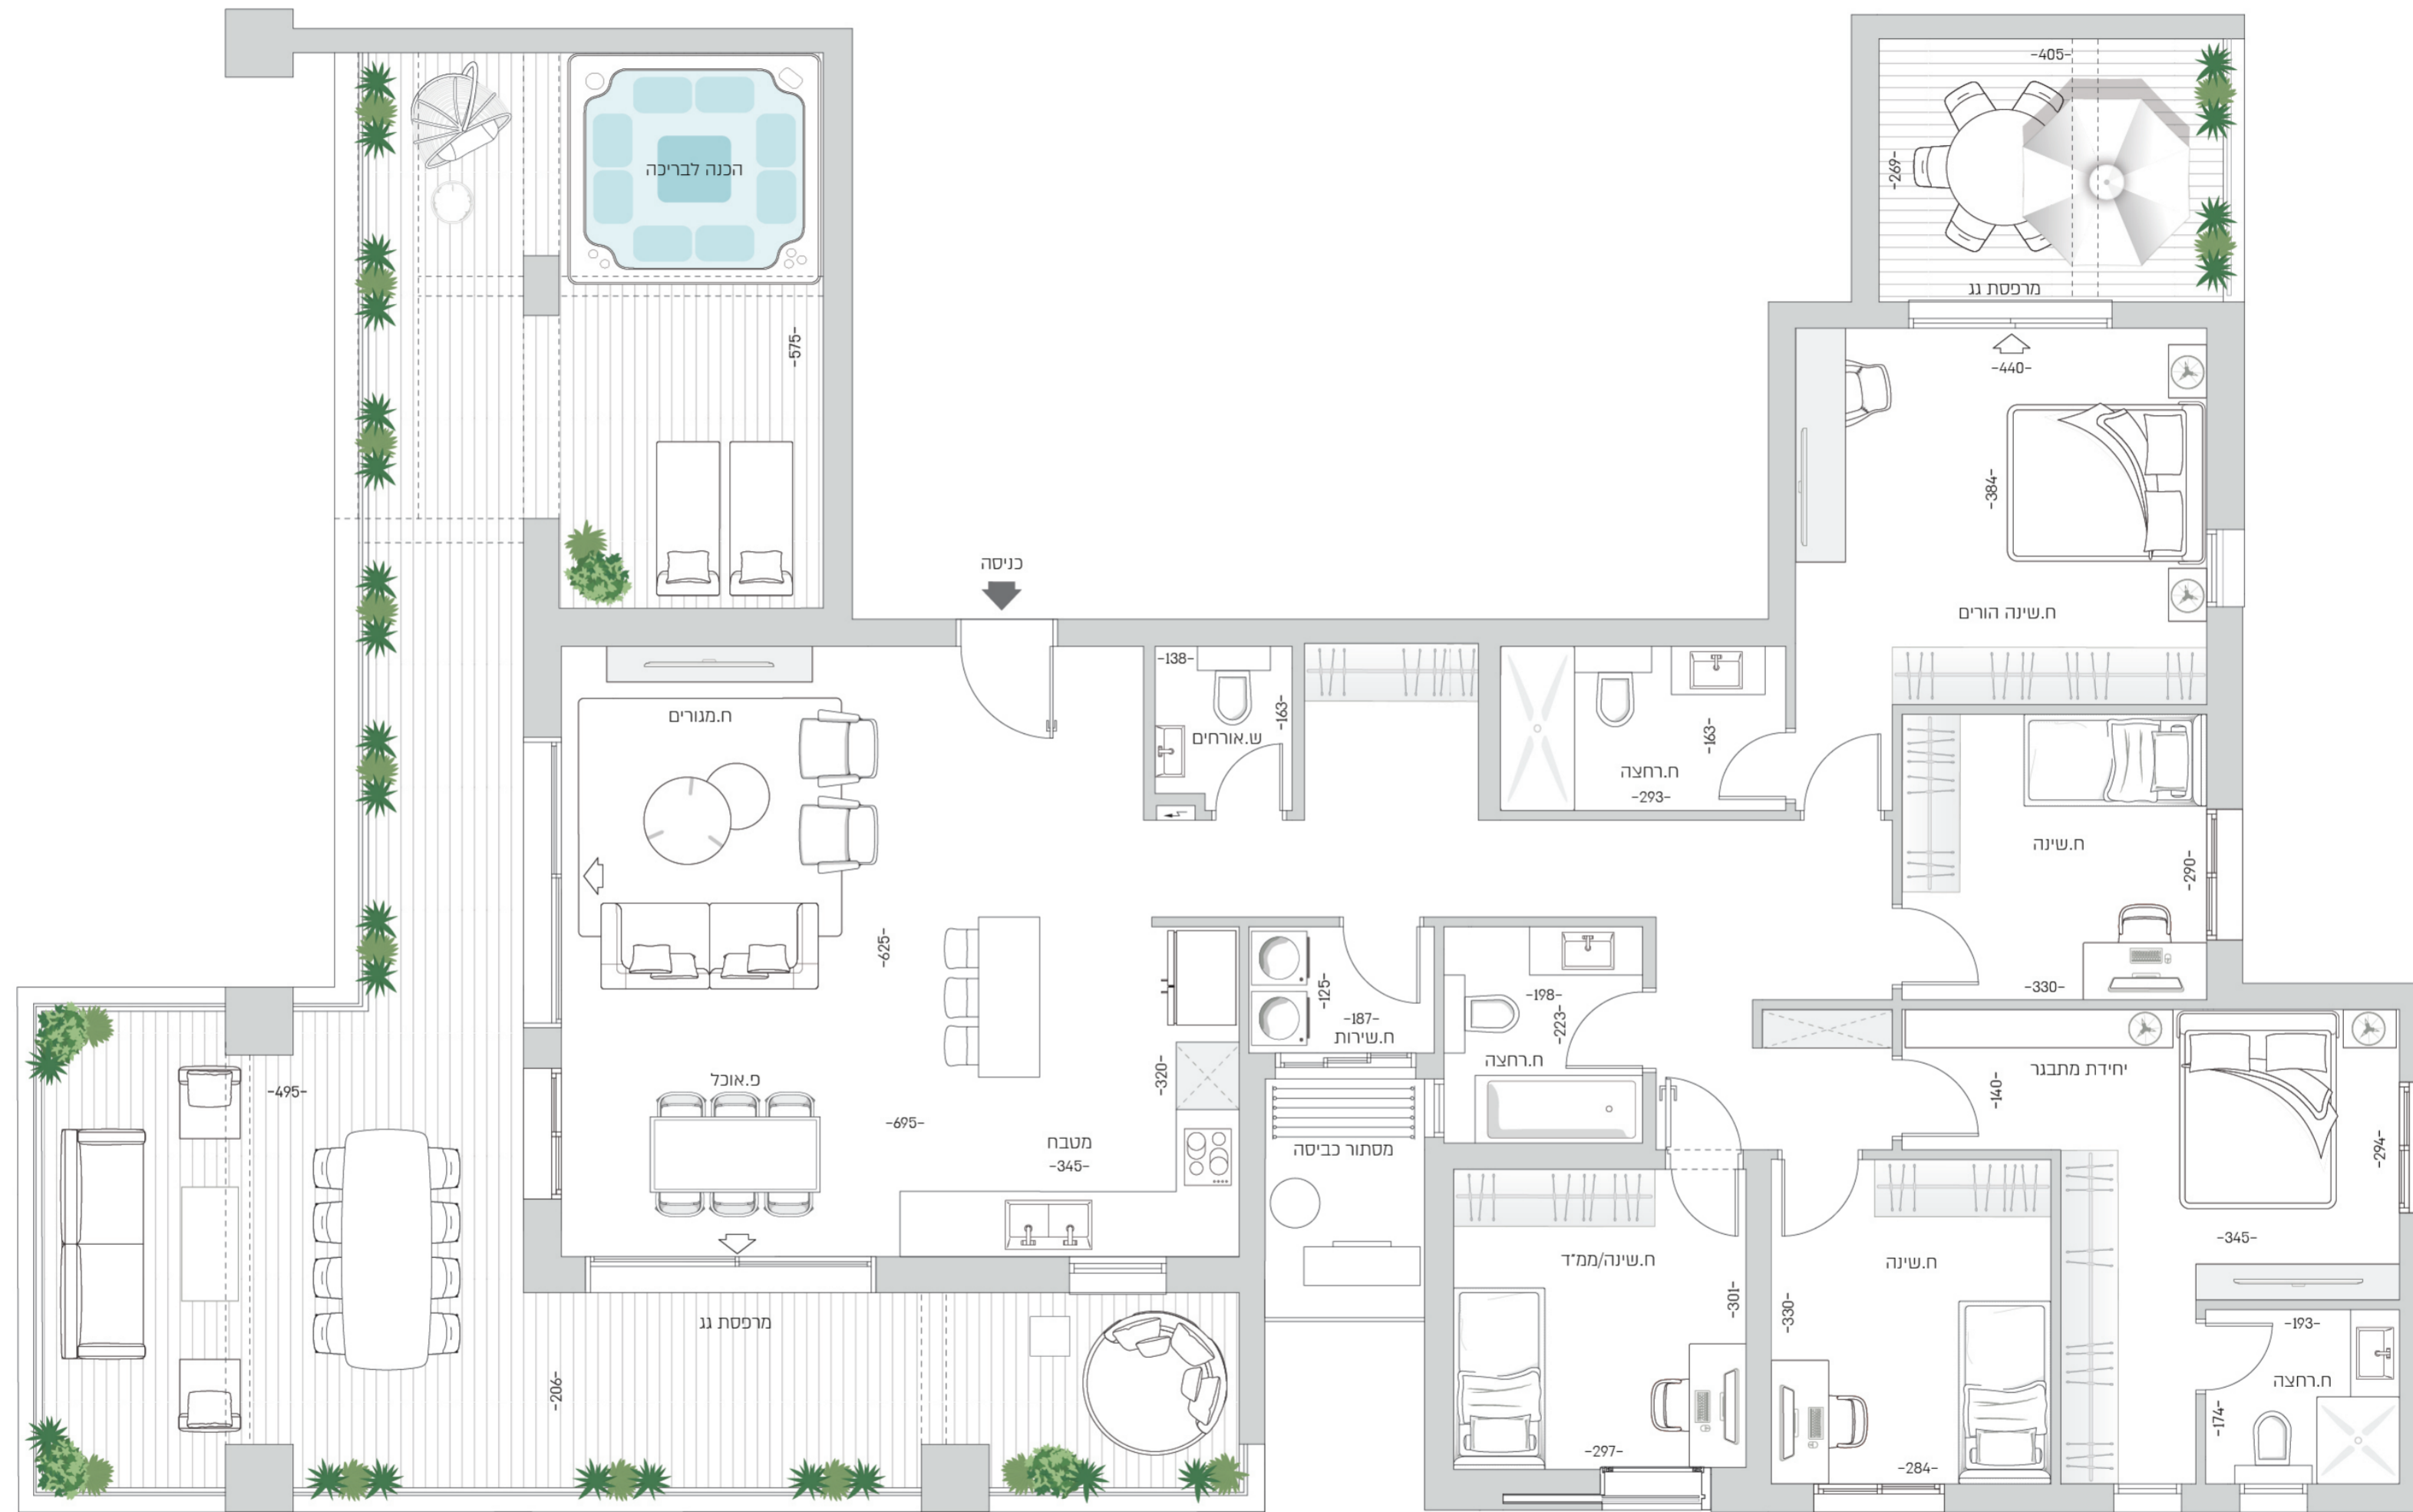 -405-
הכנה לבריכה
-269-
מרפסת גג
-575-
-440-
-384-
כניסה
ח.שינה הורים
-138-
-163-
ש.אורחים
ח.מגורים
-163-
ח.רחצה
-293-
ח.שינה
-290-
-330-
-625-
-125-
-187-
ח.שירות
-198-
-223-
ח.רחצה
-320-
פ.אוכל
-495-
-695-
מטבח
-345-
מסתור כביסה
יחידת מתבגר
-140-
-294-
-345-
ח.שינה/ממ"ד
-301-
-297-
ח.שינה
-330-
-284-
מרפסת גג
-206-
-193-
ח.רחצה
-174-